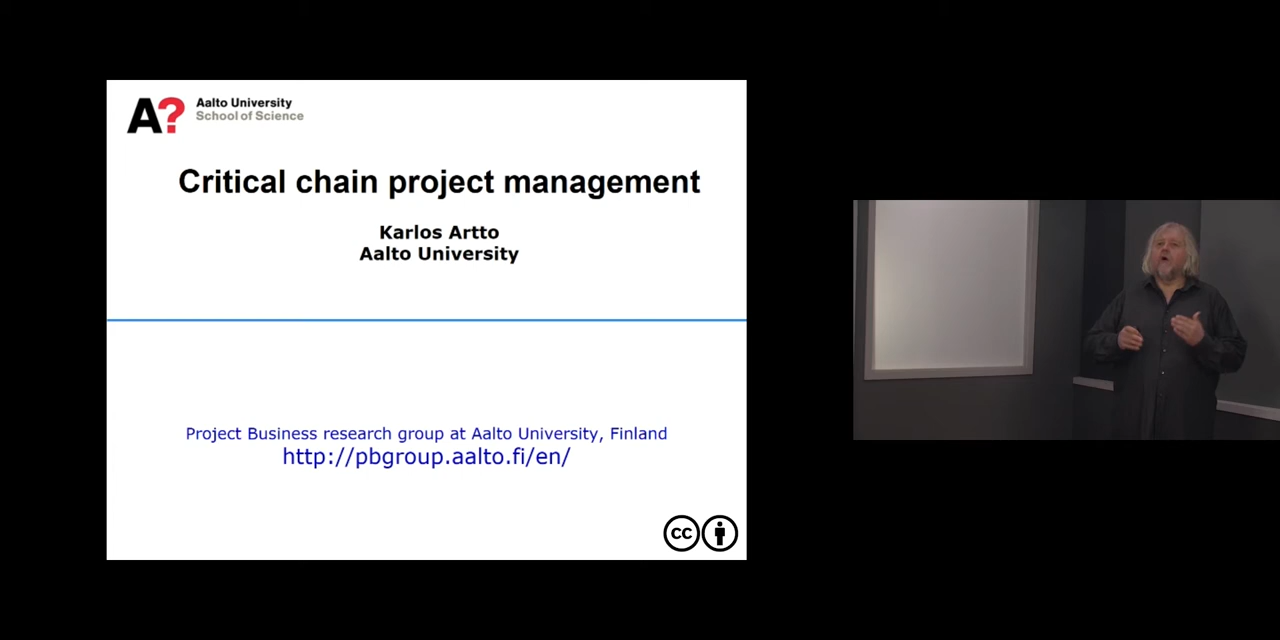 A?
Aalto University
School of Science
Critical chain project management
Karlos Artto
Aalto University
Project Business research group at Aalto University, Finland
http://pbgroup.aalto.fi/en/
cc